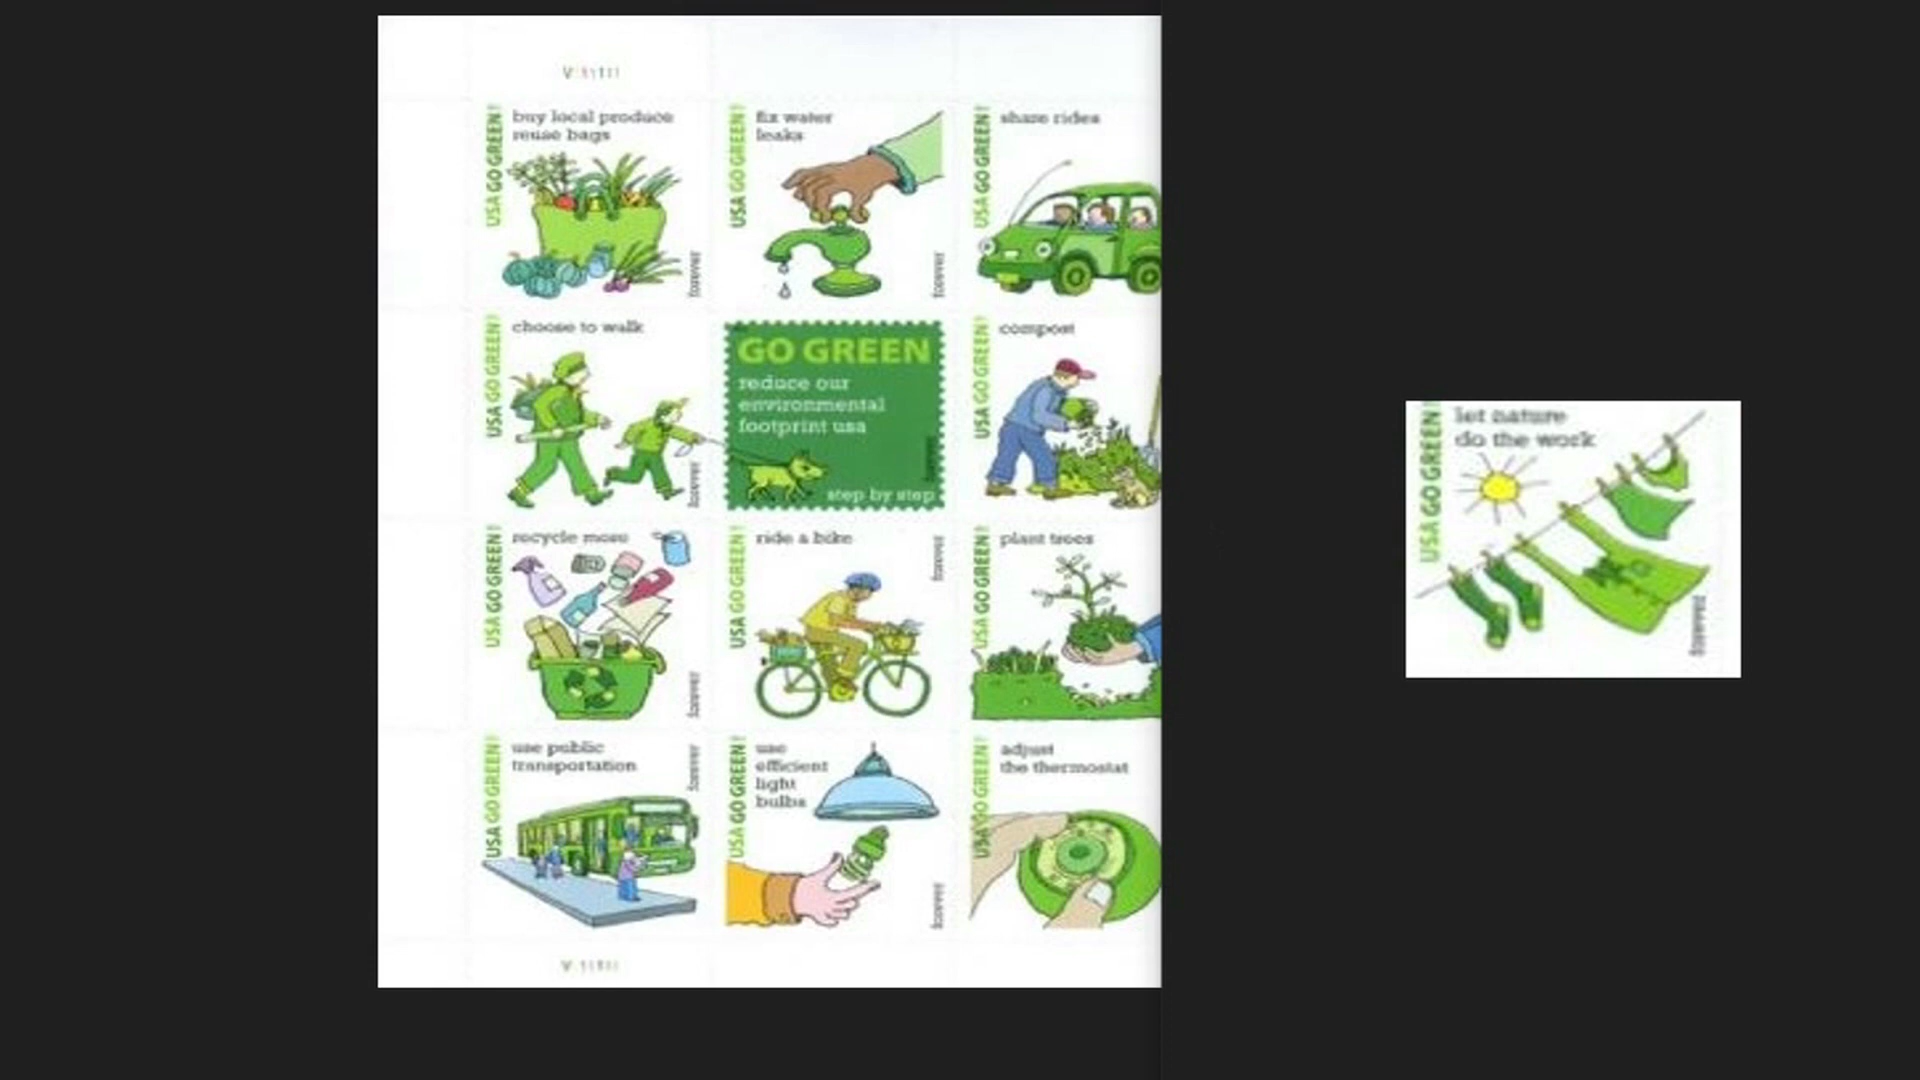 V11111
USA GO GREEN!
buy local produce
reuse bags
forever
USA GO GREEN!
fix water
leaks
forever
USA GO GREEN!
share rides
USA GO GREEN!
choose to walk
forever
GO GREEN
reduce our
environmental
footprint usa
forever
step by step
USA GO GREEN!
compost
USA GO GREEN!
recycle more
forever
USA GO GREEN!
ride a bike
forever
USA GO GREEN!
plant trees
USA GO GREEN!
use public
transportation
forever
USA GO GREEN!
use
efficient
light
bulbs
forever
USA GO GREEN!
adjust
the thermostat
V11111
USA GO GREEN!
let nature
do the work
forever